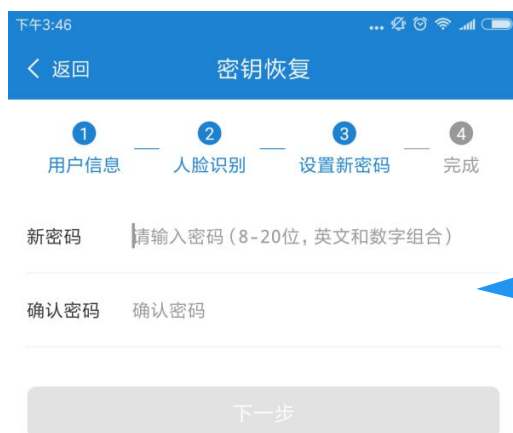 下午3:46 ...
返回 密钥恢复
1 2 3 4
用户信息 人脸识别 设置新密码 完成
新密码 请输入密码(8-20位,英文和数字组合)
确认密码 确认密码
下一步